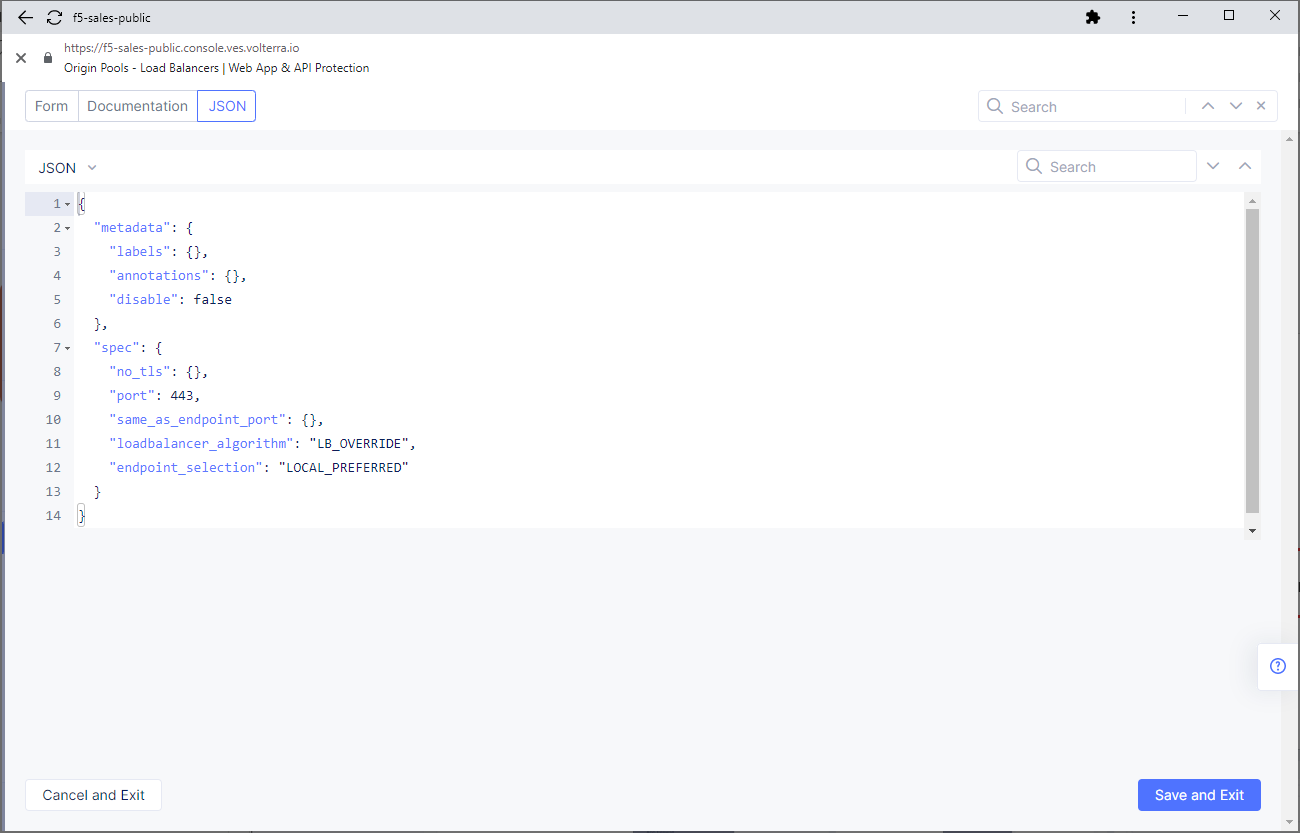 f5-sales-public
https://f5-sales-public.console.ves.volterra.io
Origin Pools - Load Balancers | Web App & API Protection
Form Documentation JSON Search
JSON Search
1 {
2 "metadata": {
3 "labels": {},
4 "annotations": {},
5 "disable": false
6 },
7 "spec": {
8 "no_tls": {},
9 "port": 443,
10 "same_as_endpoint_port": {},
11 "loadbalancer_algorithm": "LB_OVERRIDE",
12 "endpoint_selection": "LOCAL_PREFERRED"
13 }
14 }
Cancel and Exit Save and Exit